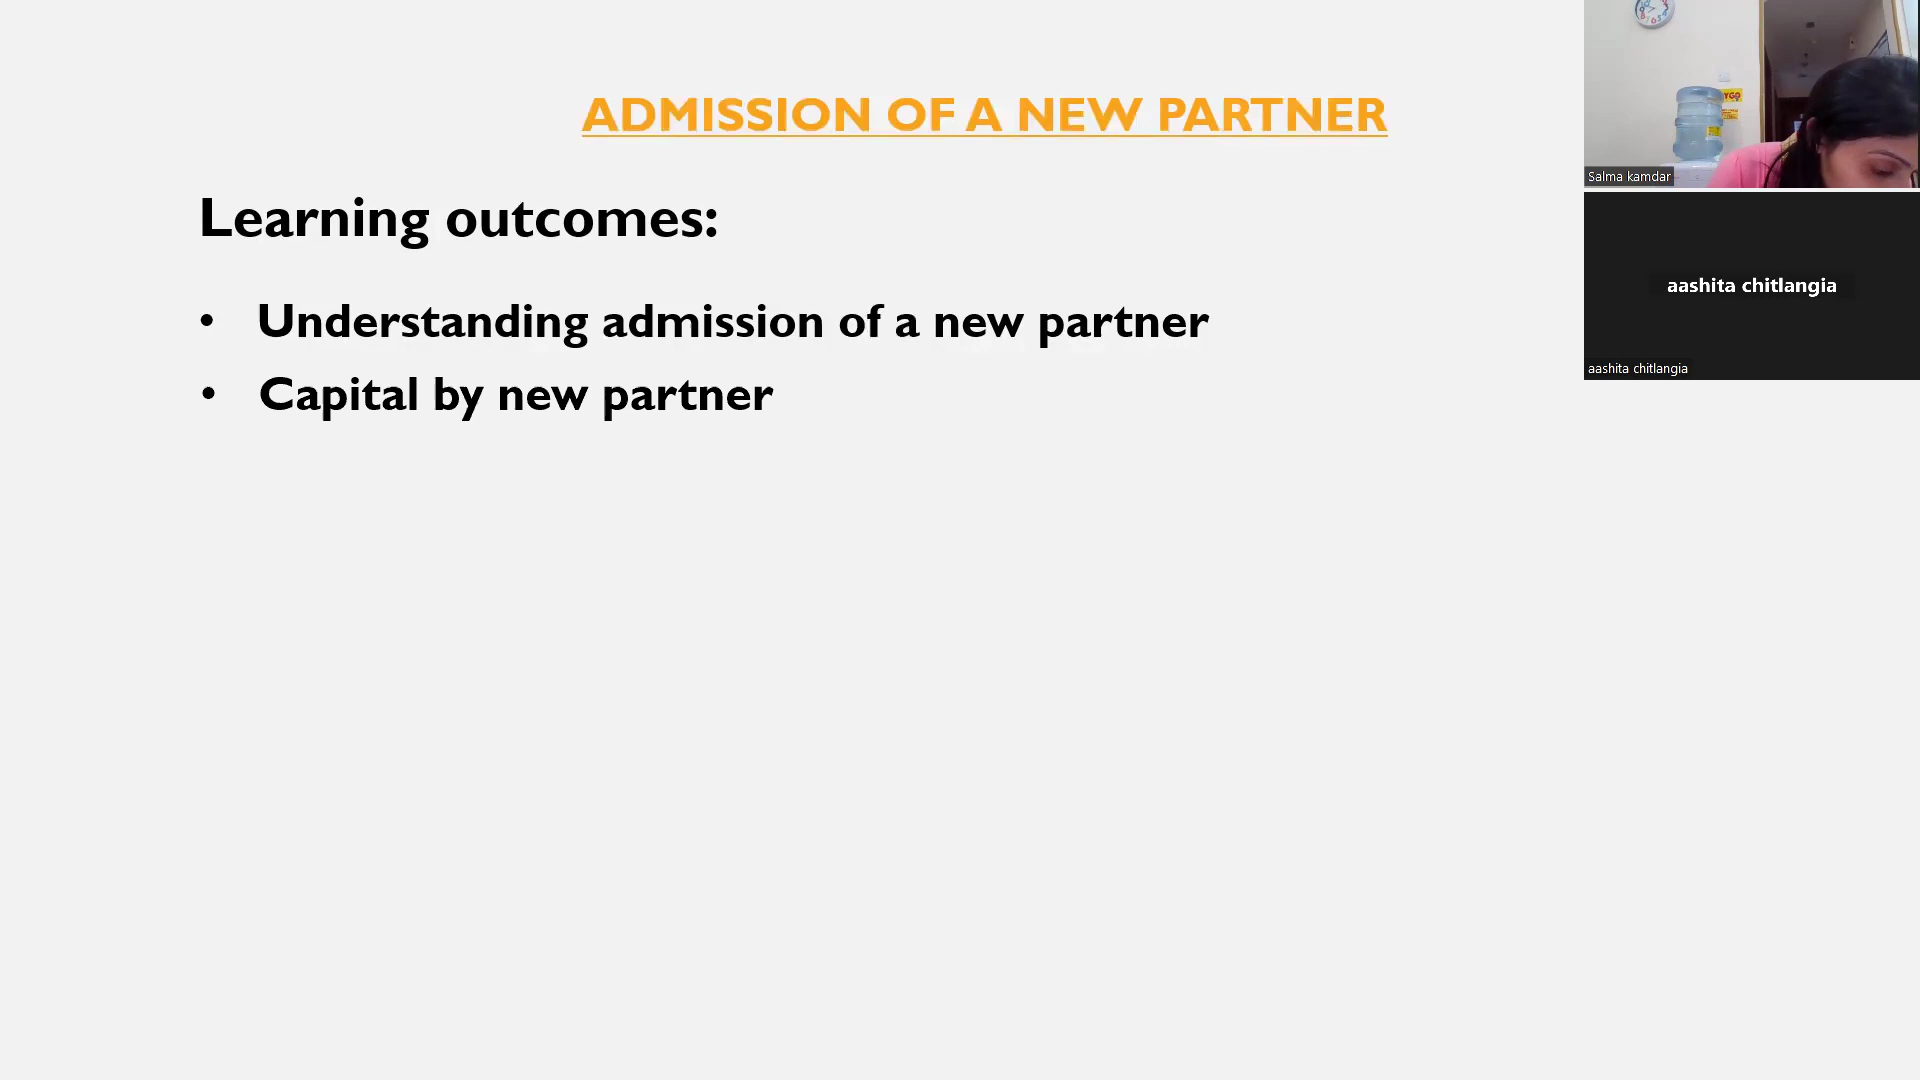 ADMISSION OF A NEW PARTNER
Learning outcomes:
• Understanding admission of a new partner
• Capital by new partner
Salma kamdar
aashita chitlangia
aashita chitlangia